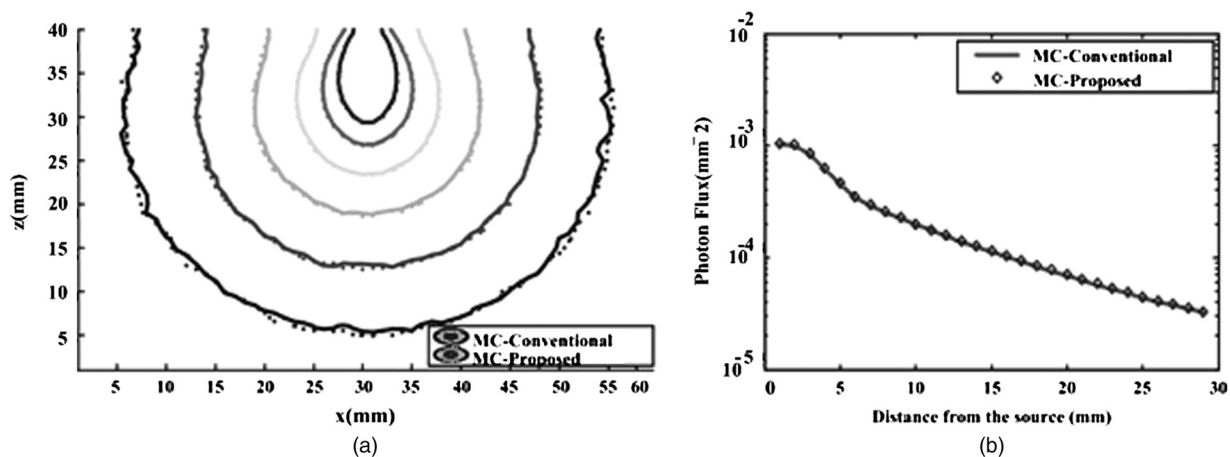 40
35
30
25
20
15
10
5
z(mm)
5 10 15 20 25 30 35 40 45 50 55 60
x(mm)
MC-Conventional
MC-Proposed
(a)
10^-2
10^-3
10^-4
10^-5
Photon Flux(mm^-2)
MC-Conventional
MC-Proposed
0 5 10 15 20 25 30
Distance from the source (mm)
(b)